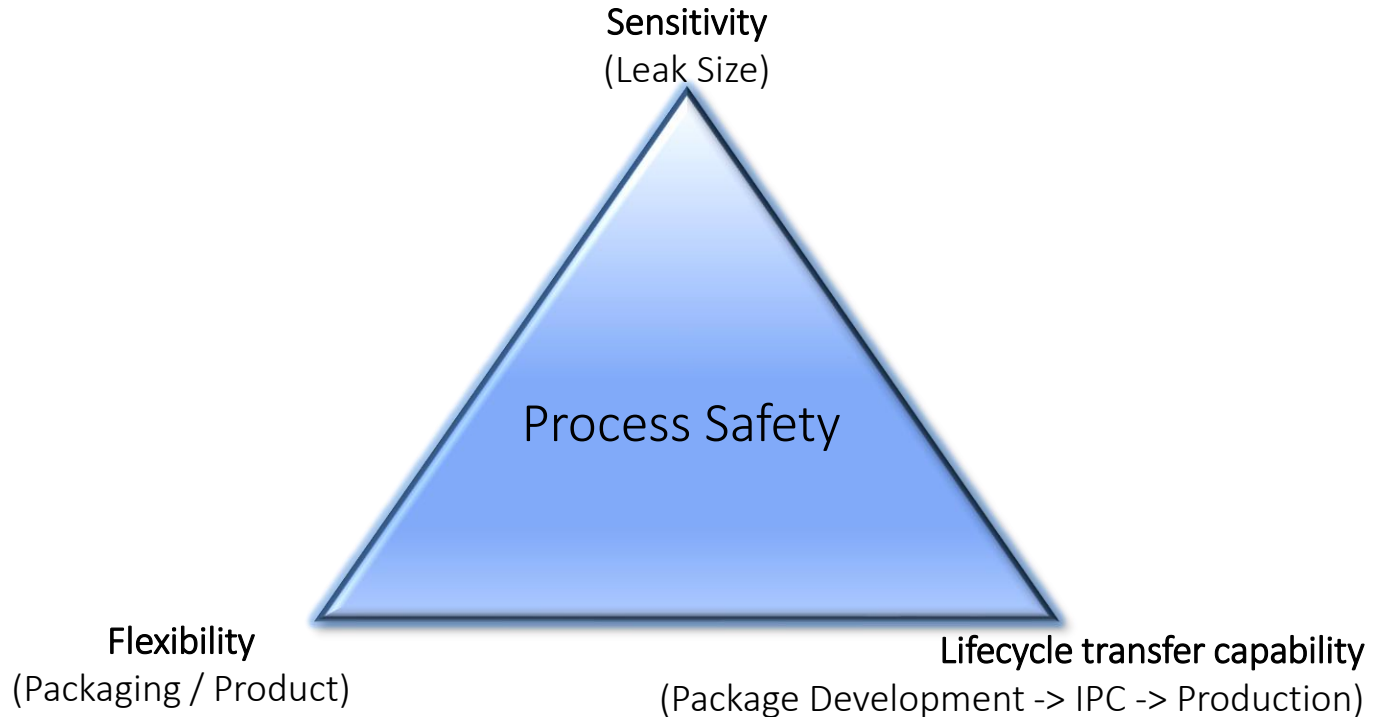 Sensitivity
(Leak Size)
Process Safety
Flexibility
(Packaging / Product)
Lifecycle transfer capability
(Package Development -> IPC -> Production)